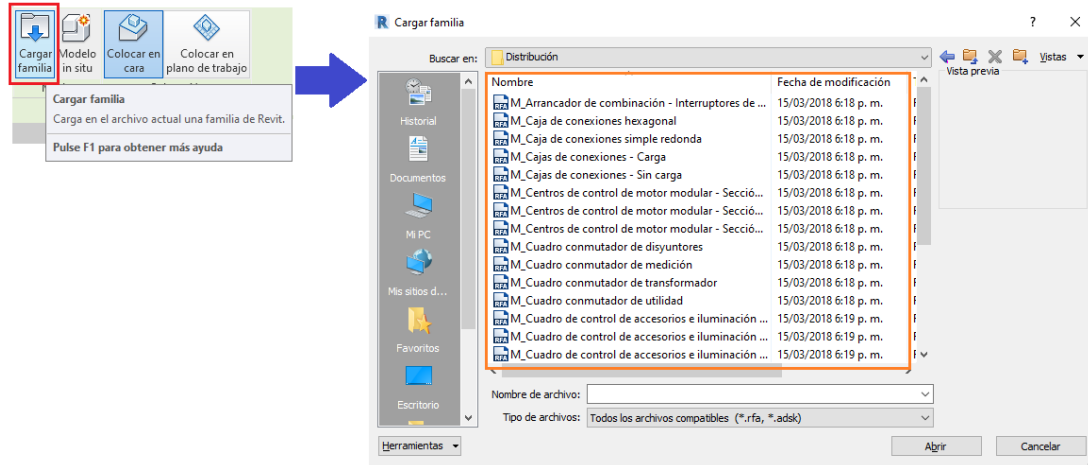 Cargar familia
Modelo in situ
Colocar en cara
Colocar en plano de trabajo
Cargar familia
Carga en el archivo actual una familia de Revit.
Pulse F1 para obtener más ayuda
R Cargar familia ? ×
Buscar en: Distribución Vistas
Vista previa
Historial
Documentos
Mi PC
Mis sitios d...
Favoritos
Escritorio
Nombre Fecha de modificación
M_Arrancador de combinación - Interruptores de ... 15/03/2018 6:18 p. m.
M_Caja de conexiones hexagonal 15/03/2018 6:18 p. m.
M_Caja de conexiones simple redonda 15/03/2018 6:18 p. m.
M_Cajas de conexiones - Carga 15/03/2018 6:18 p. m.
M_Cajas de conexiones - Sin carga 15/03/2018 6:18 p. m.
M_Centros de control de motor modular - Secció... 15/03/2018 6:18 p. m.
M_Centros de control de motor modular - Secció... 15/03/2018 6:18 p. m.
M_Centros de control de motor modular - Secció... 15/03/2018 6:18 p. m.
M_Cuadro conmutador de disyuntores 15/03/2018 6:18 p. m.
M_Cuadro conmutador de medición 15/03/2018 6:18 p. m.
M_Cuadro conmutador de transformador 15/03/2018 6:18 p. m.
M_Cuadro conmutador de utilidad 15/03/2018 6:18 p. m.
M_Cuadro de control de accesorios e iluminación ... 15/03/2018 6:19 p. m.
M_Cuadro de control de accesorios e iluminación ... 15/03/2018 6:19 p. m.
M_Cuadro de control de accesorios e iluminación ... 15/03/2018 6:19 p. m.
Nombre de archivo:
Tipo de archivos: Todos los archivos compatibles (*.rfa, *.adsk)
Herramientas Abrir Cancelar